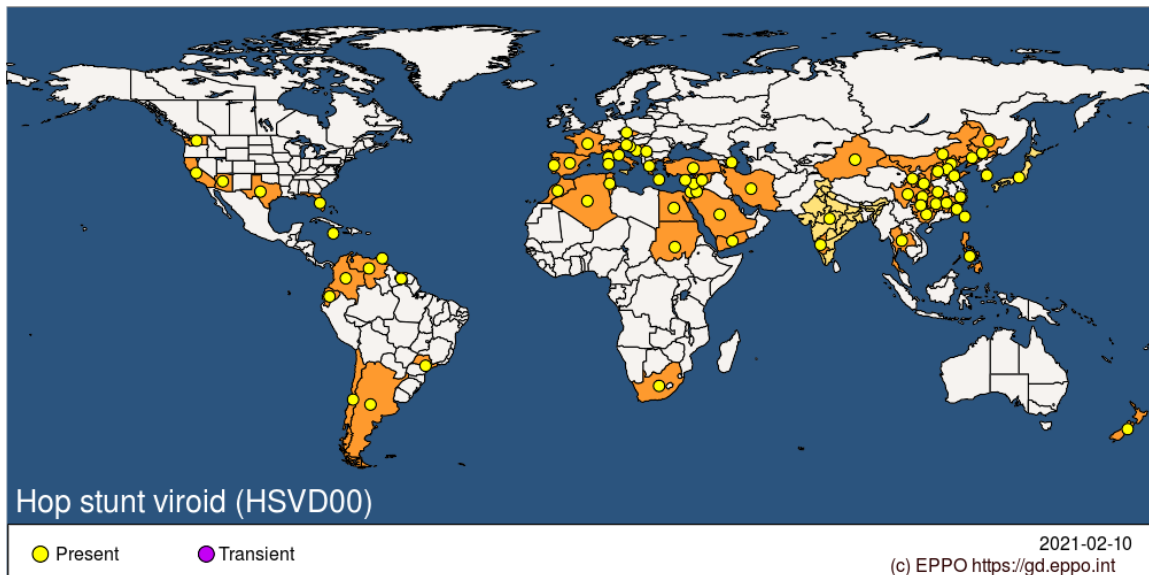 Hop stunt viroid (HSVD00)
Present
Transient
2021-02-10
(c) EPPO https://gd.eppo.int